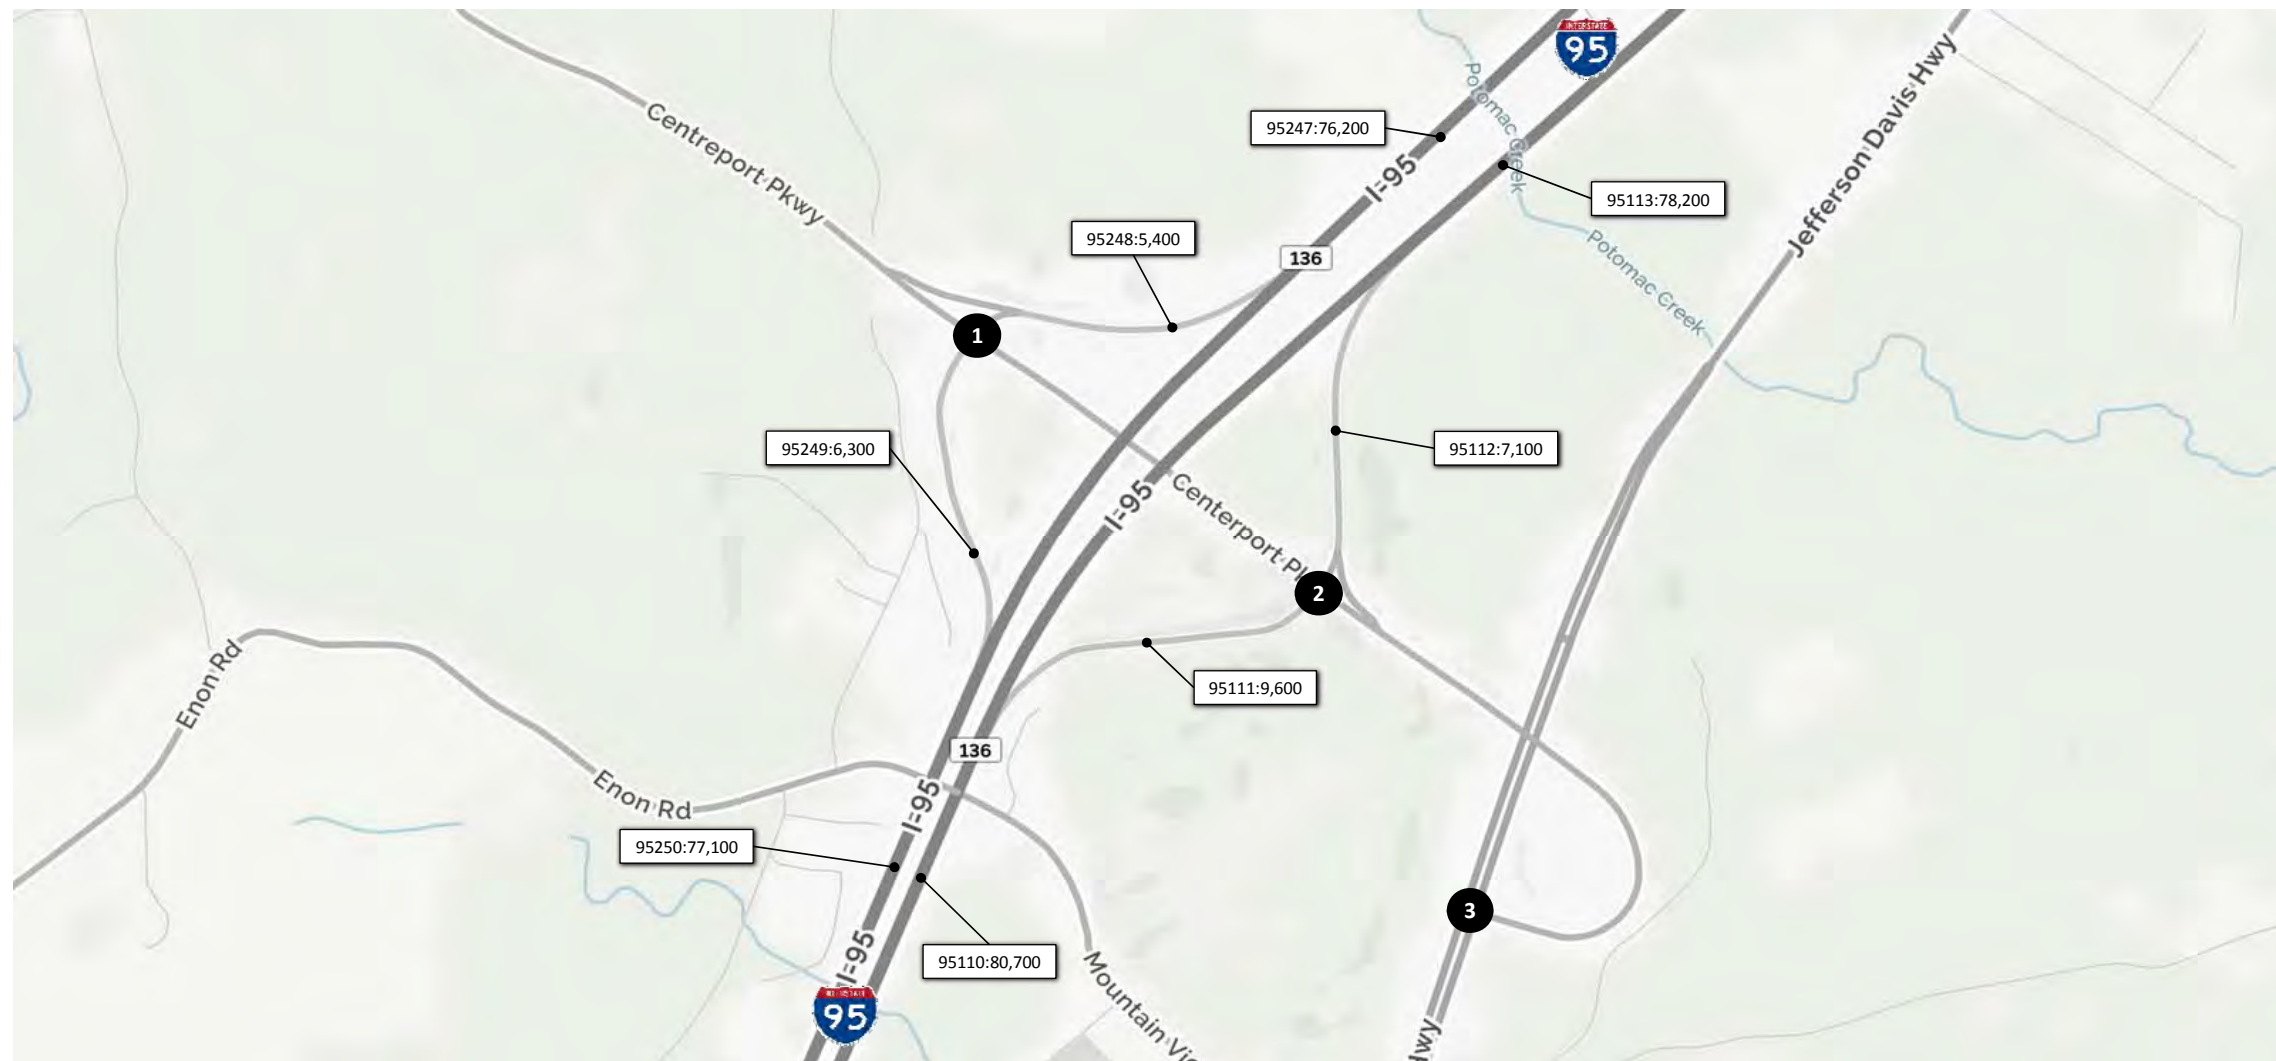 INTERSTATE
95
Potomac Creek
Jefferson Davis Hwy
Centreport Pkwy
95247:76,200
I-95
95113:78,200
95248:5,400
136
Potomac Creek
1
95249:6,300
95112:7,100
I-95
Centerport
2
95111:9,600
Enon Rd
136
Enon Rd
I-95
95250:77,100
3
I-95
95110:80,700
Mountain
95
Hwy